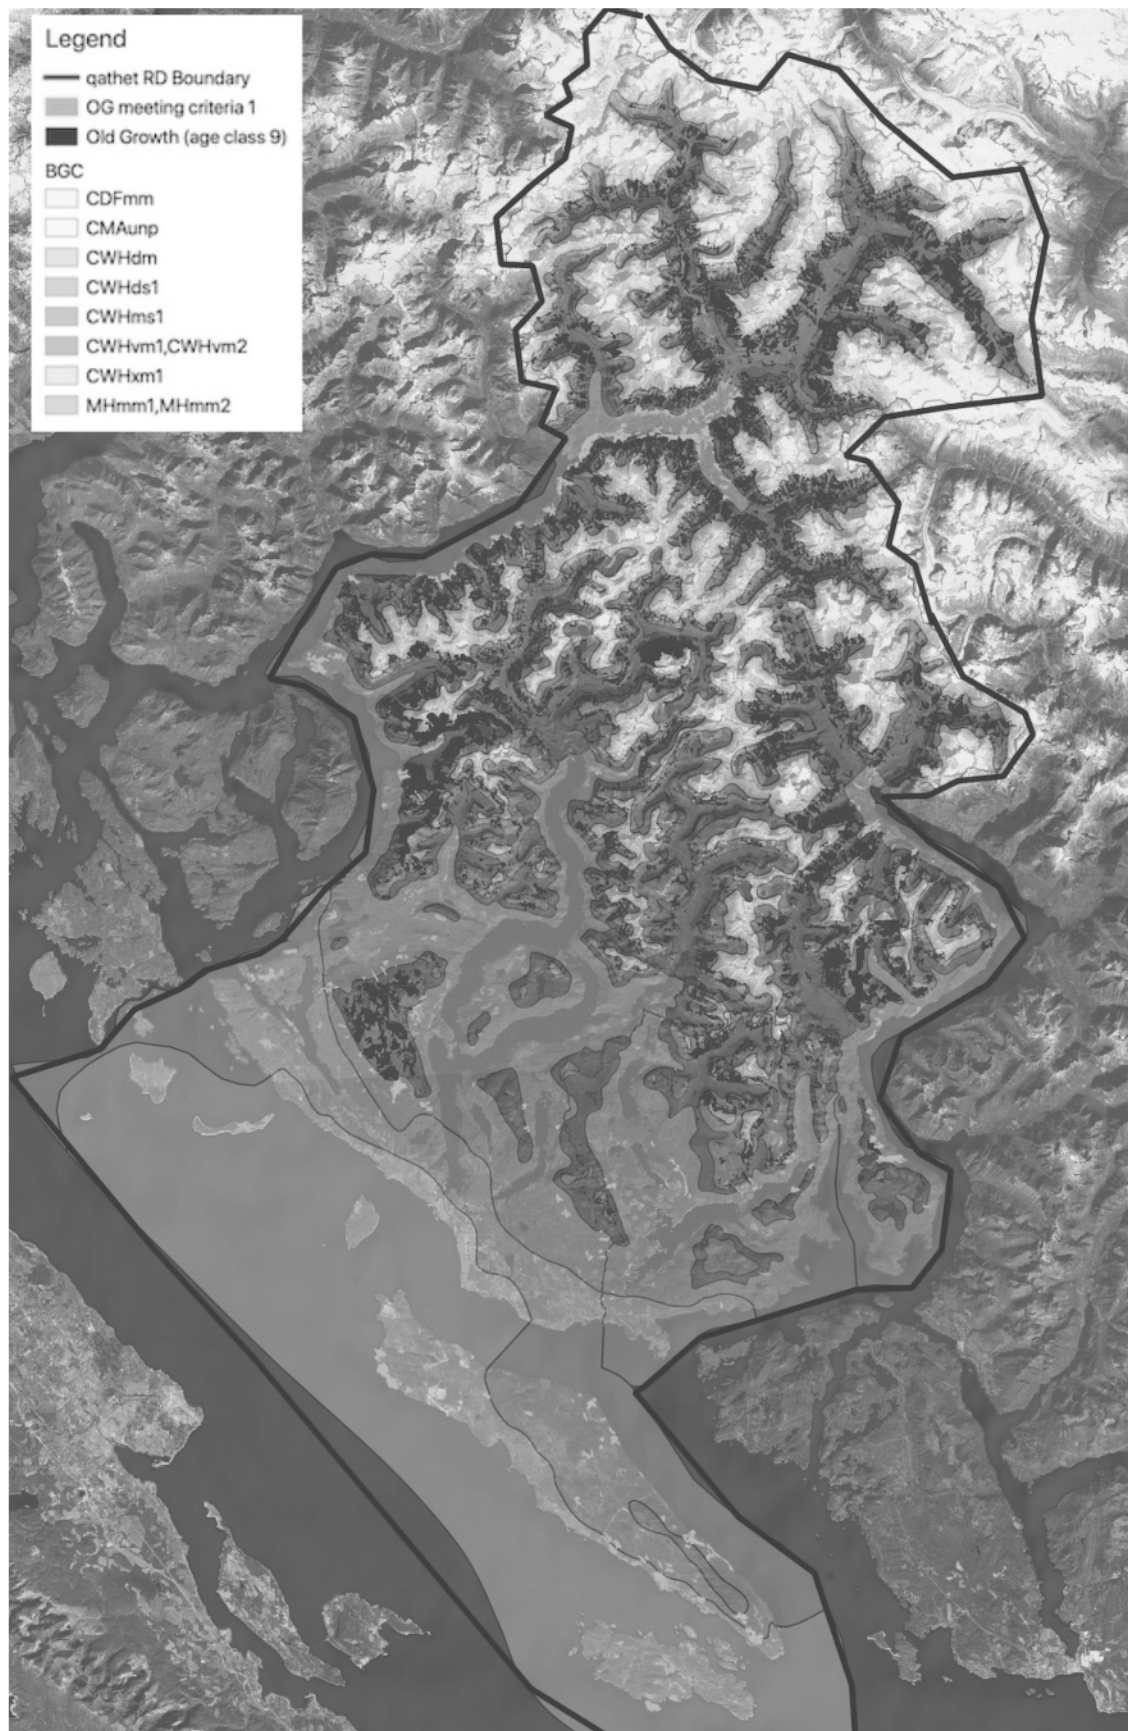 Legend
qathet RD Boundary
OG meeting criteria 1
Old Growth (age class 9)
BGC
CDFmm
CMAunp
CWHdm
CWHds1
CWHms1
CWHvm1,CWHvm2
CWHxm1
MHmm1,MHmm2